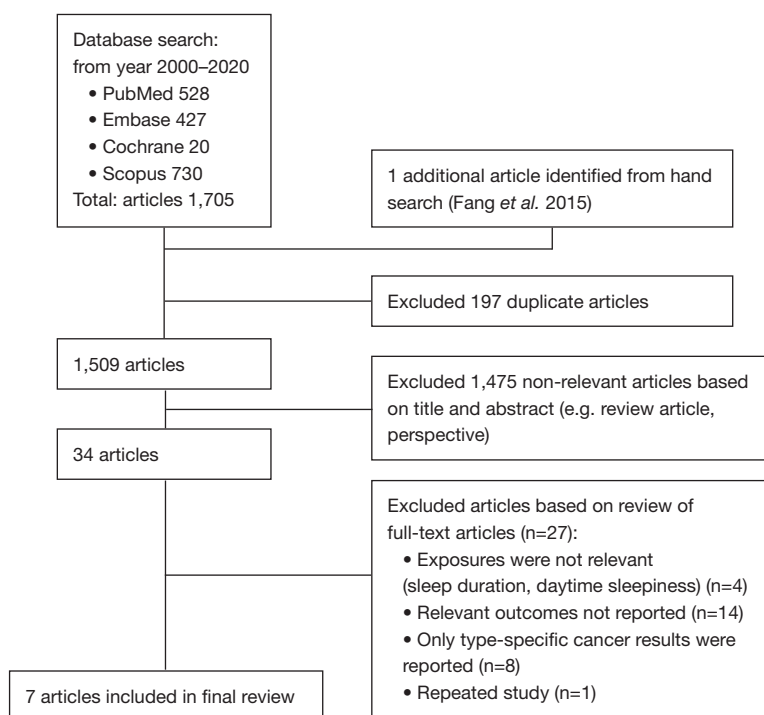 Database search:
from year 2000–2020
• PubMed 528
• Embase 427
• Cochrane 20
• Scopus 730
Total: articles 1,705
1 additional article identified from hand
search (Fang et al. 2015)
Excluded 197 duplicate articles
1,509 articles
Excluded 1,475 non-relevant articles based
on title and abstract (e.g. review article,
perspective)
34 articles
Excluded articles based on review of
full-text articles (n=27):
• Exposures were not relevant
(sleep duration, daytime sleepiness) (n=4)
• Relevant outcomes not reported (n=14)
• Only type-specific cancer results were
reported (n=8)
• Repeated study (n=1)
7 articles included in final review